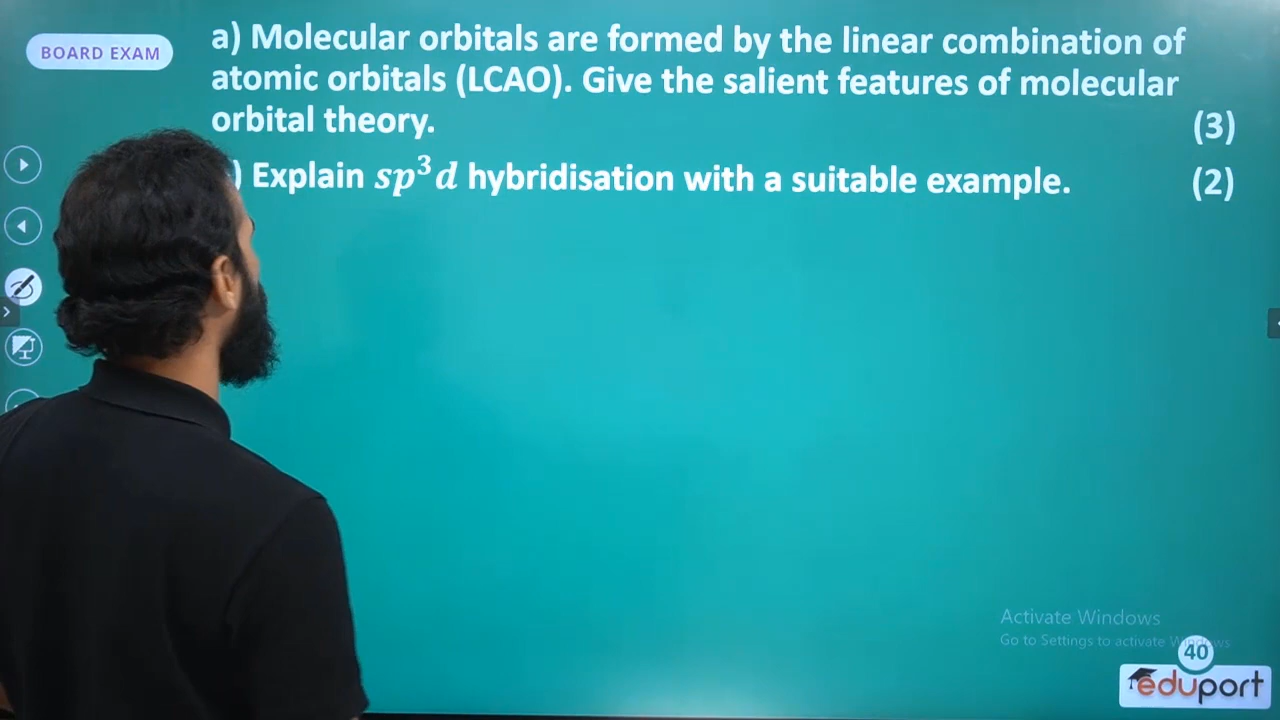 BOARD EXAM
a) Molecular orbitals are formed by the linear combination of
atomic orbitals (LCAO). Give the salient features of molecular
orbital theory. (3)
) Explain sp³d hybridisation with a suitable example. (2)
Activate Windows
Go to Settings to activate Windows
40
eduport